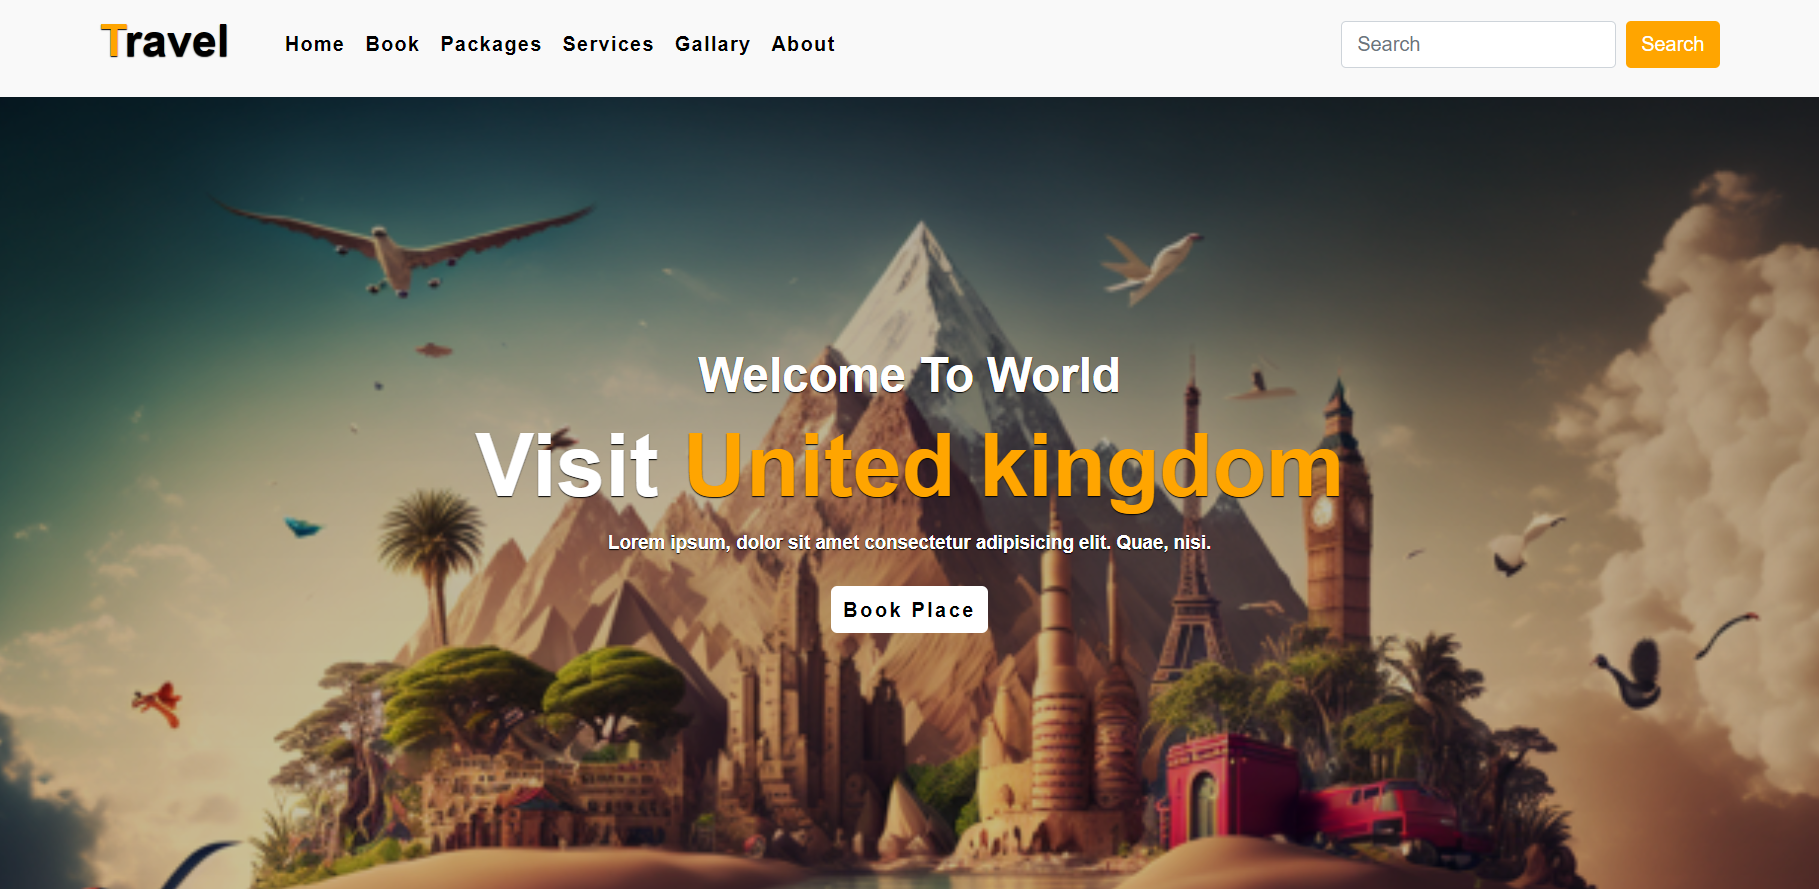 Travel Home Book Packages Services Gallary About Search Search
Welcome To World
Visit United kingdom
Lorem ipsum, dolor sit amet consectetur adipisicing elit. Quae, nisi.
Book Place